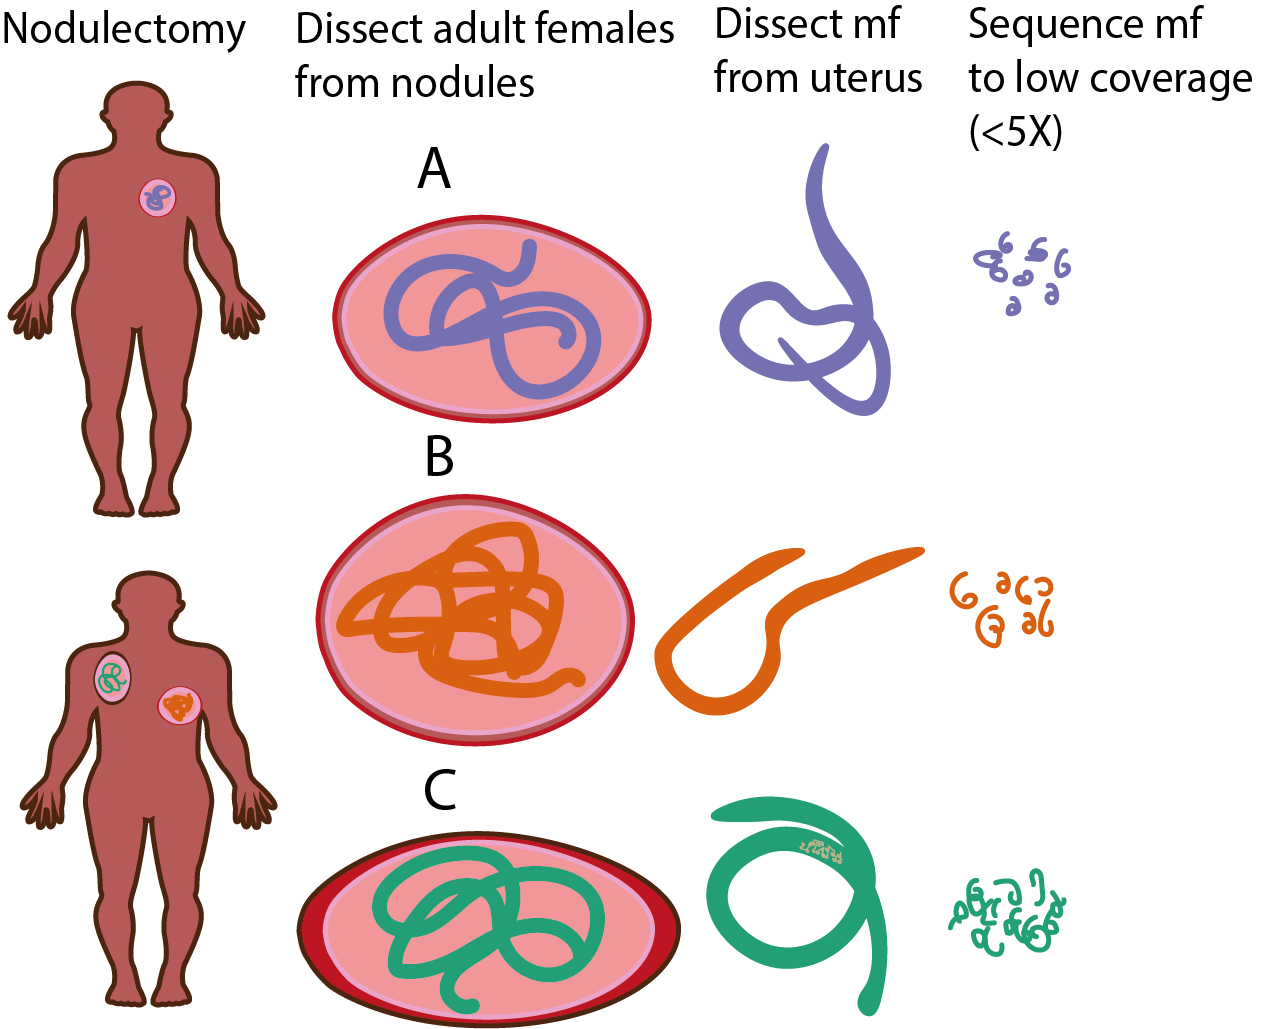 Nodulectomy
Dissect adult females
from nodules
Dissect mf
from uterus
Sequence mf
to low coverage
(<5X)
A
B
C